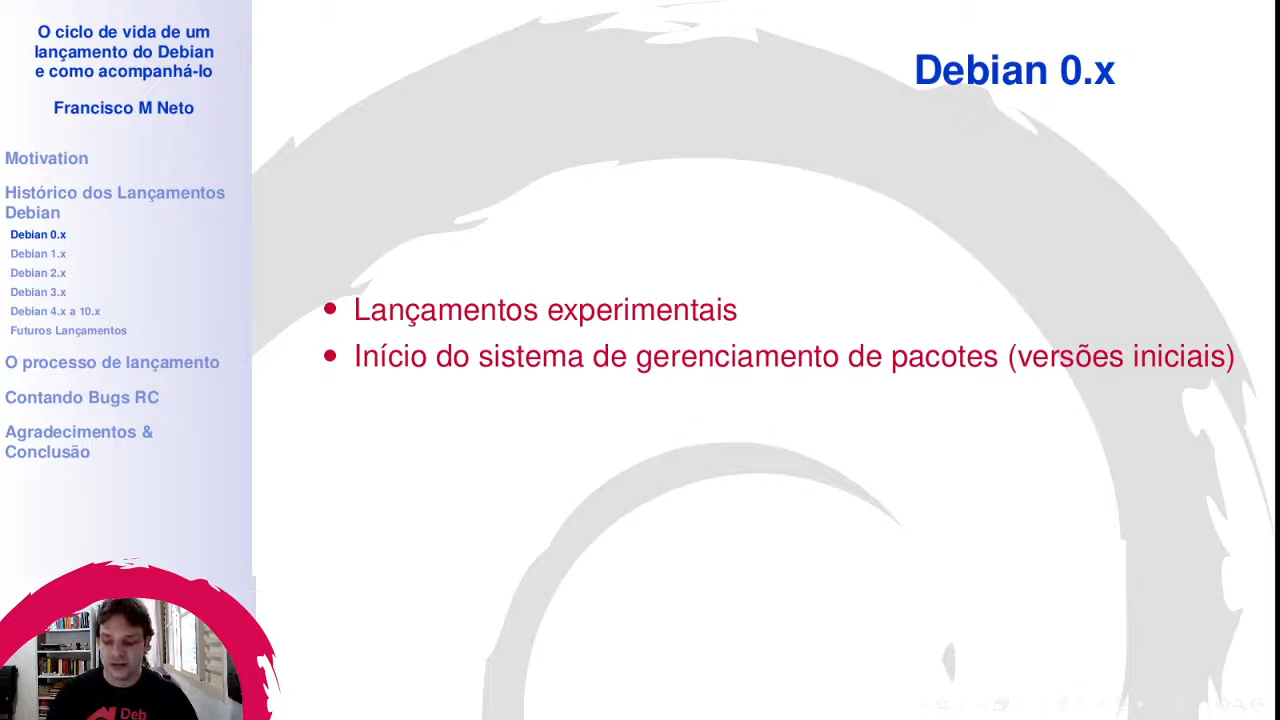 O ciclo de vida de um
lançamento do Debian
e como acompanhá-lo
Francisco M Neto
Motivation
Histórico dos Lançamentos
Debian
Debian 0.x
Debian 1.x
Debian 2.x
Debian 3.x
Debian 4.x a 10.x
Futuros Lançamentos
O processo de lançamento
Contando Bugs RC
Agradecimentos &
Conclusão
Debian 0.x
• Lançamentos experimentais
• Início do sistema de gerenciamento de pacotes (versões iniciais)
Deb